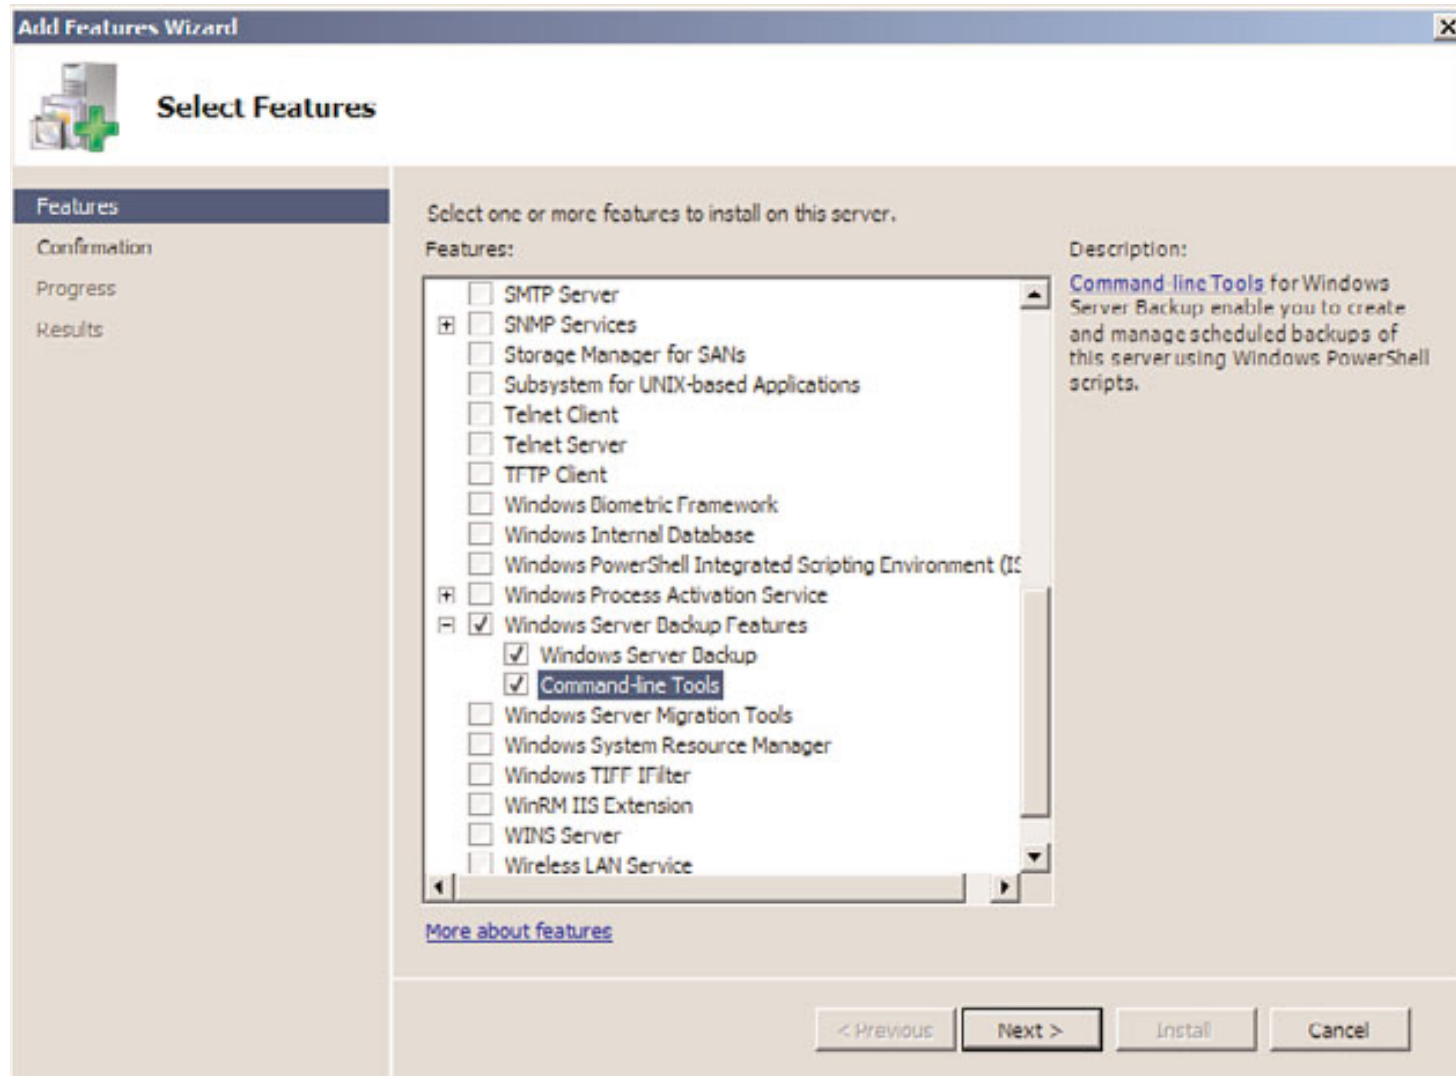 Add Features Wizard
Select Features
Features
Confirmation
Progress
Results
Select one or more features to install on this server.
Features:
SMTP Server
SNMP Services
Storage Manager for SANs
Subsystem for UNIX-based Applications
Telnet Client
Telnet Server
TFTP Client
Windows Biometric Framework
Windows Internal Database
Windows PowerShell Integrated Scripting Environment (IS
Windows Process Activation Service
Windows Server Backup Features
Windows Server Backup
Command-line Tools
Windows Server Migration Tools
Windows System Resource Manager
Windows TIFF IFilter
WinRM IIS Extension
WINS Server
Wireless LAN Service
More about features
Description:
Command-line Tools for Windows
Server Backup enable you to create
and manage scheduled backups of
this server using Windows PowerShell
scripts.
< Previous
Next >
Install
Cancel